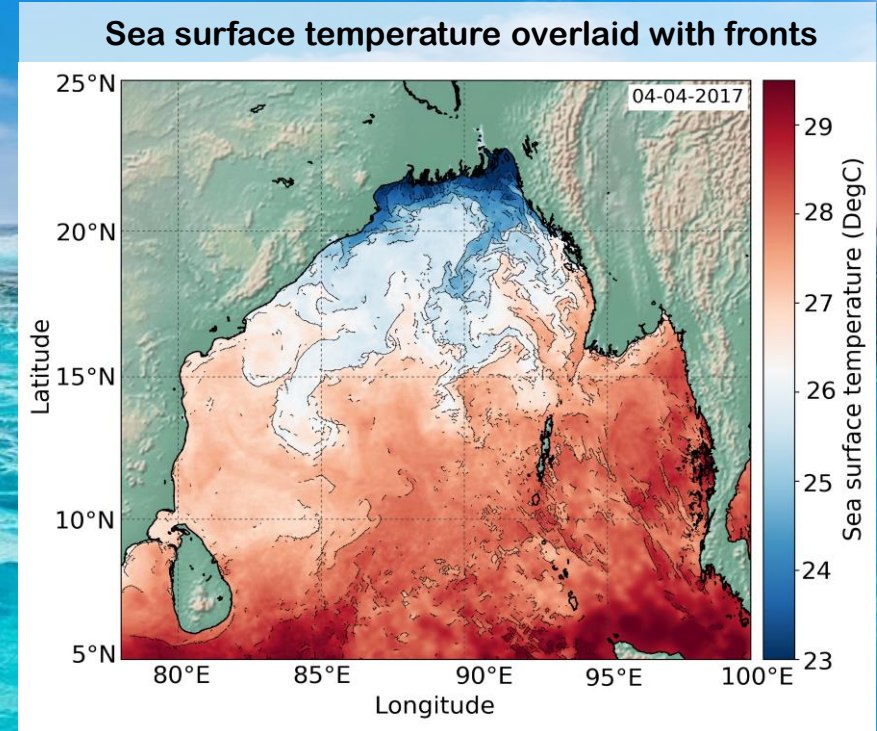 Sea surface temperature overlaid with fronts
04-04-2017
25°N
20°N
15°N
10°N
5°N
Latitude
80°E
85°E
90°E
95°E
100°E
Longitude
29
28
27
26
25
24
23
Sea surface temperature (DegC)